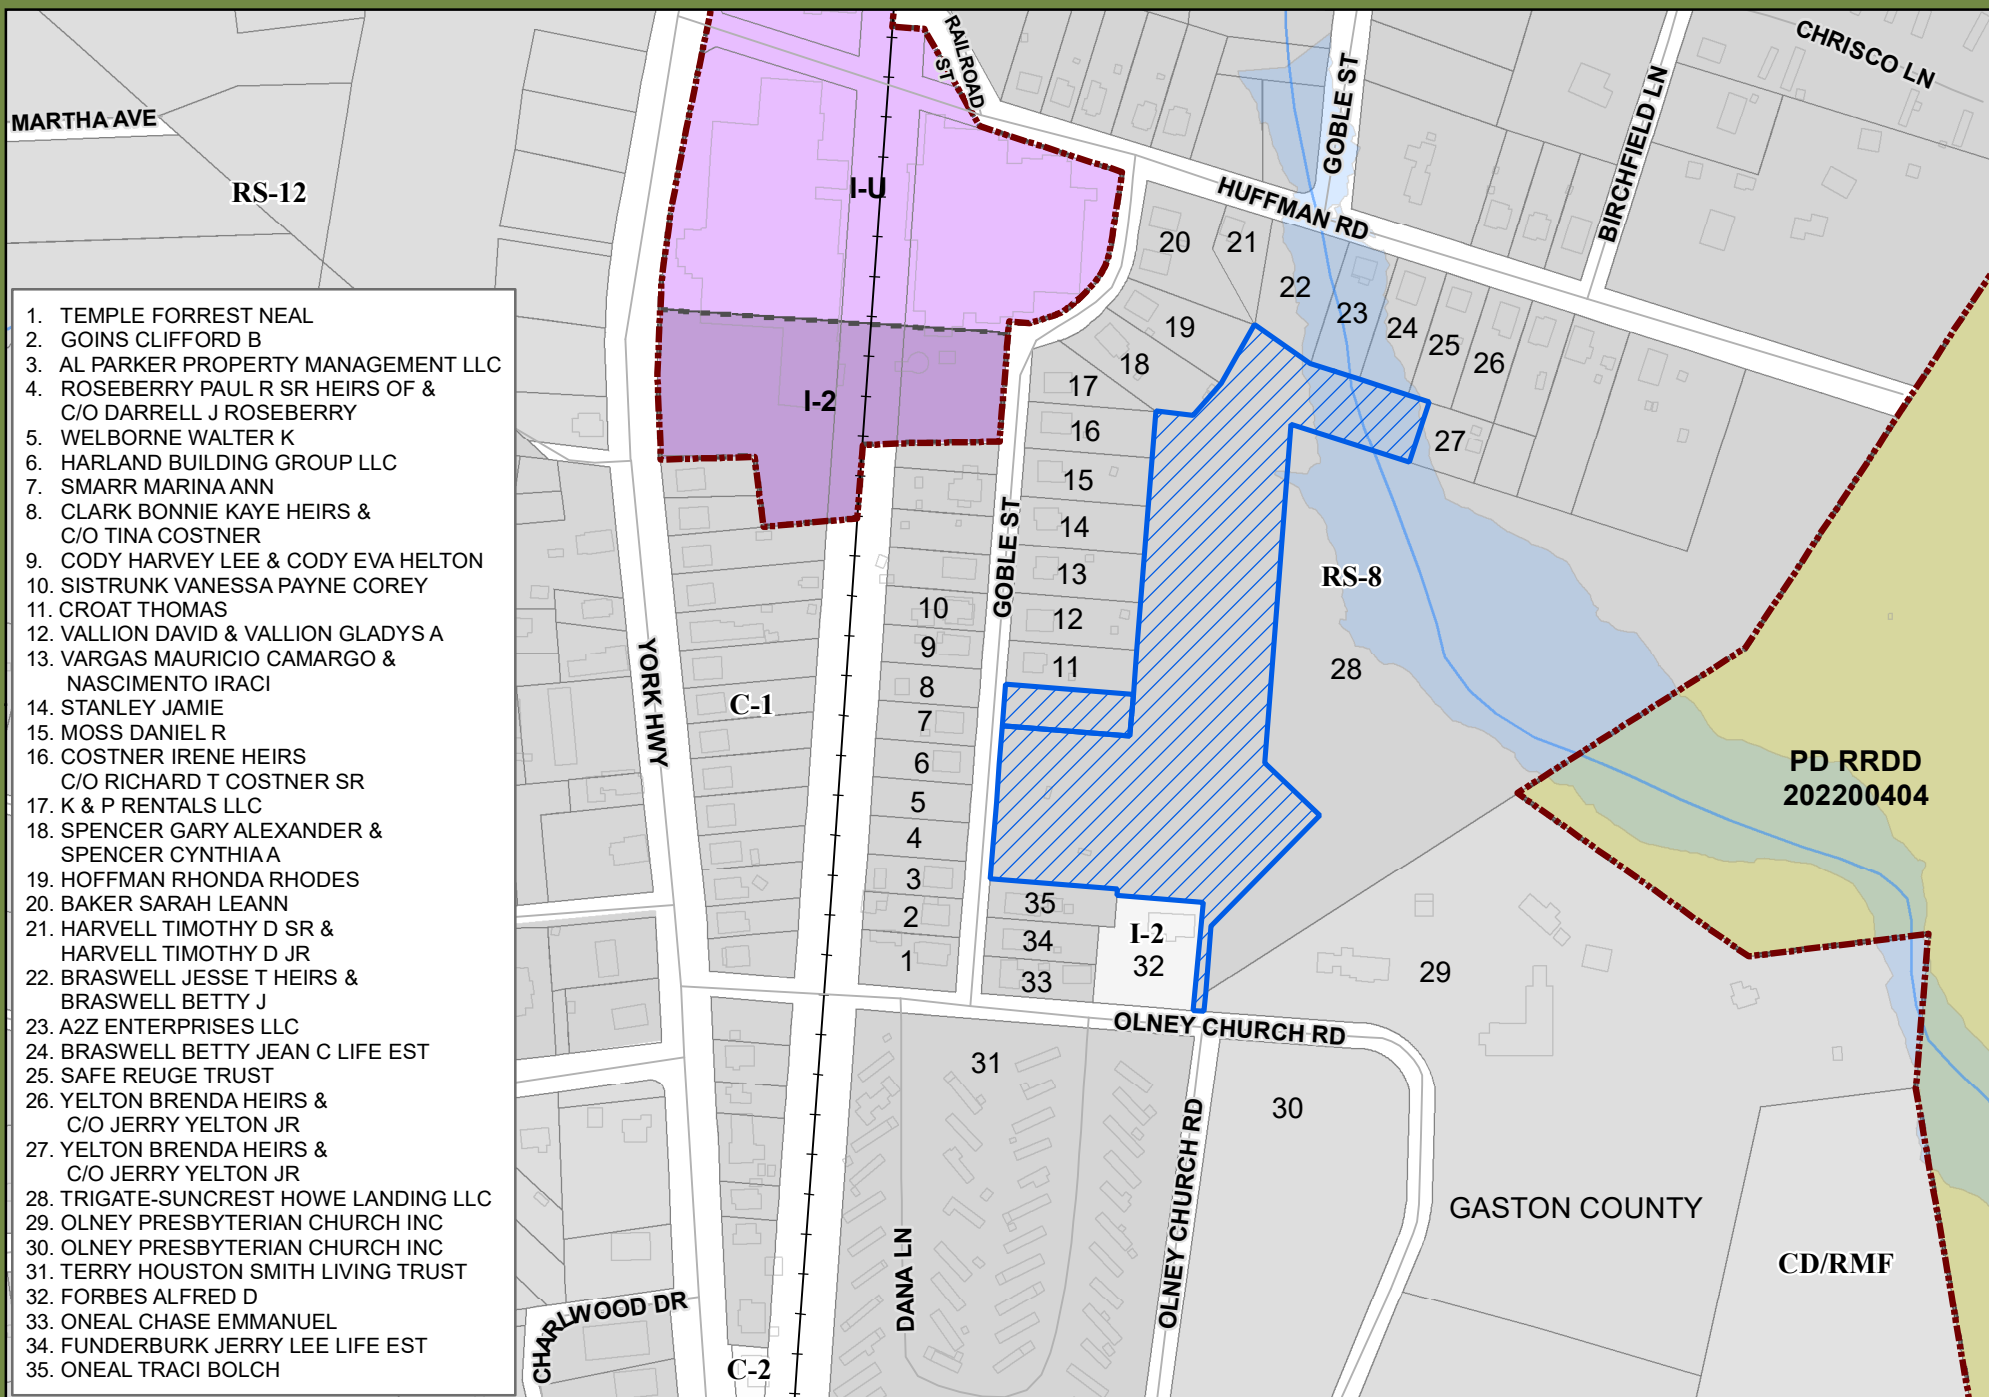 MARTHA AVE
RS-12
RAILROAD
ST
GOBLE ST
CHRISCO LN
BIRCHFIELD LN
HUFFMAN RD
I-U
I-2
20
21
22
23
24
25
26
27
19
18
17
16
15
14
13
12
11
10
9
8
7
6
5
4
3
2
1
GOBLE ST
YORK HWY
C-1
RS-8
28
PD RRDD
202200404
35
34
33
I-2
32
29
OLNEY CHURCH RD
31
30
OLNEY CHURCH RD
DANA LN
GASTON COUNTY
CD/RMF
CHARLWOOD DR
C-2
1. TEMPLE FORREST NEAL
2. GOINS CLIFFORD B
3. AL PARKER PROPERTY MANAGEMENT LLC
4. ROSEBERRY PAUL R SR HEIRS OF &
C/O DARRELL J ROSEBERRY
5. WELBORNE WALTER K
6. HARLAND BUILDING GROUP LLC
7. SMARR MARINA ANN
8. CLARK BONNIE KAYE HEIRS &
C/O TINA COSTNER
9. CODY HARVEY LEE & CODY EVA HELTON
10. SISTRUNK VANESSA PAYNE COREY
11. CROAT THOMAS
12. VALLION DAVID & VALLION GLADYS A
13. VARGAS MAURICIO CAMARGO &
NASCIMENTO IRACI
14. STANLEY JAMIE
15. MOSS DANIEL R
16. COSTNER IRENE HEIRS
C/O RICHARD T COSTNER SR
17. K & P RENTALS LLC
18. SPENCER GARY ALEXANDER &
SPENCER CYNTHIA A
19. HOFFMAN RHONDA RHODES
20. BAKER SARAH LEANN
21. HARVELL TIMOTHY D SR &
HARVELL TIMOTHY D JR
22. BRASWELL JESSE T HEIRS &
BRASWELL BETTY J
23. A2Z ENTERPRISES LLC
24. BRASWELL BETTY JEAN C LIFE EST
25. SAFE REUGE TRUST
26. YELTON BRENDA HEIRS &
C/O JERRY YELTON JR
27. YELTON BRENDA HEIRS &
C/O JERRY YELTON JR
28. TRIGATE-SUNCREST HOWE LANDING LLC
29. OLNEY PRESBYTERIAN CHURCH INC
30. OLNEY PRESBYTERIAN CHURCH INC
31. TERRY HOUSTON SMITH LIVING TRUST
32. FORBES ALFRED D
33. ONEAL CHASE EMMANUEL
34. FUNDERBURK JERRY LEE LIFE EST
35. ONEAL TRACI BOLCH